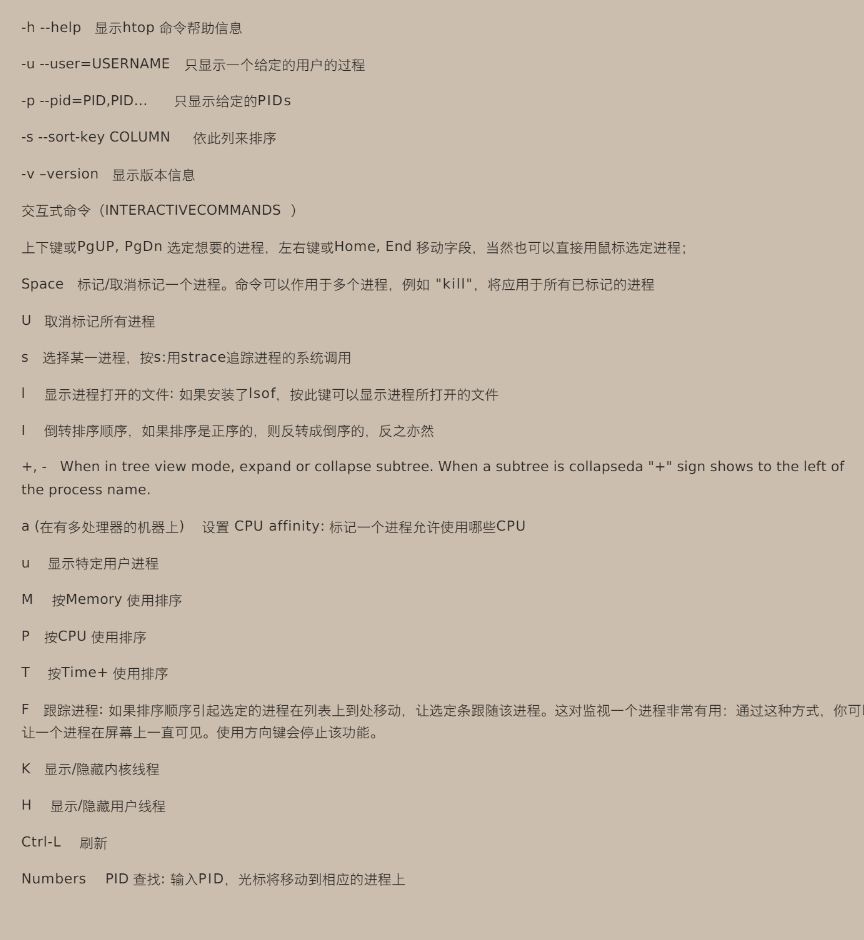 -h --help 显示htop 命令帮助信息
-u --user=USERNAME 只显示一个给定的用户的过程
-p --pid=PID,PID... 只显示给定的PIDs
-s --sort-key COLUMN 依此列来排序
-v –version 显示版本信息
交互式命令（INTERACTIVECOMMANDS ）
上下键或PgUP, PgDn 选定想要的进程，左右键或Home, End 移动字段，当然也可以直接用鼠标选定进程；
Space 标记/取消标记一个进程。命令可以作用于多个进程，例如 "kill"，将应用于所有已标记的进程
U 取消标记所有进程
s 选择某一进程，按s:用strace追踪进程的系统调用
l 显示进程打开的文件: 如果安装了lsof，按此键可以显示进程所打开的文件
I 倒转排序顺序，如果排序是正序的，则反转成倒序的，反之亦然
+, - When in tree view mode, expand or collapse subtree. When a subtree is collapseda "+" sign shows to the left of
the process name.
a (在有多处理器的机器上) 设置 CPU affinity: 标记一个进程允许使用哪些CPU
u 显示特定用户进程
M 按Memory 使用排序
P 按CPU 使用排序
T 按Time+ 使用排序
F 跟踪进程: 如果排序顺序引起选定的进程在列表上到处移动，让选定条跟随该进程。这对监视一个进程非常有用：通过这种方式，你可
让一个进程在屏幕上一直可见。使用方向键会停止该功能。
K 显示/隐藏内核线程
H 显示/隐藏用户线程
Ctrl-L 刷新
Numbers PID 查找: 输入PID，光标将移动到相应的进程上